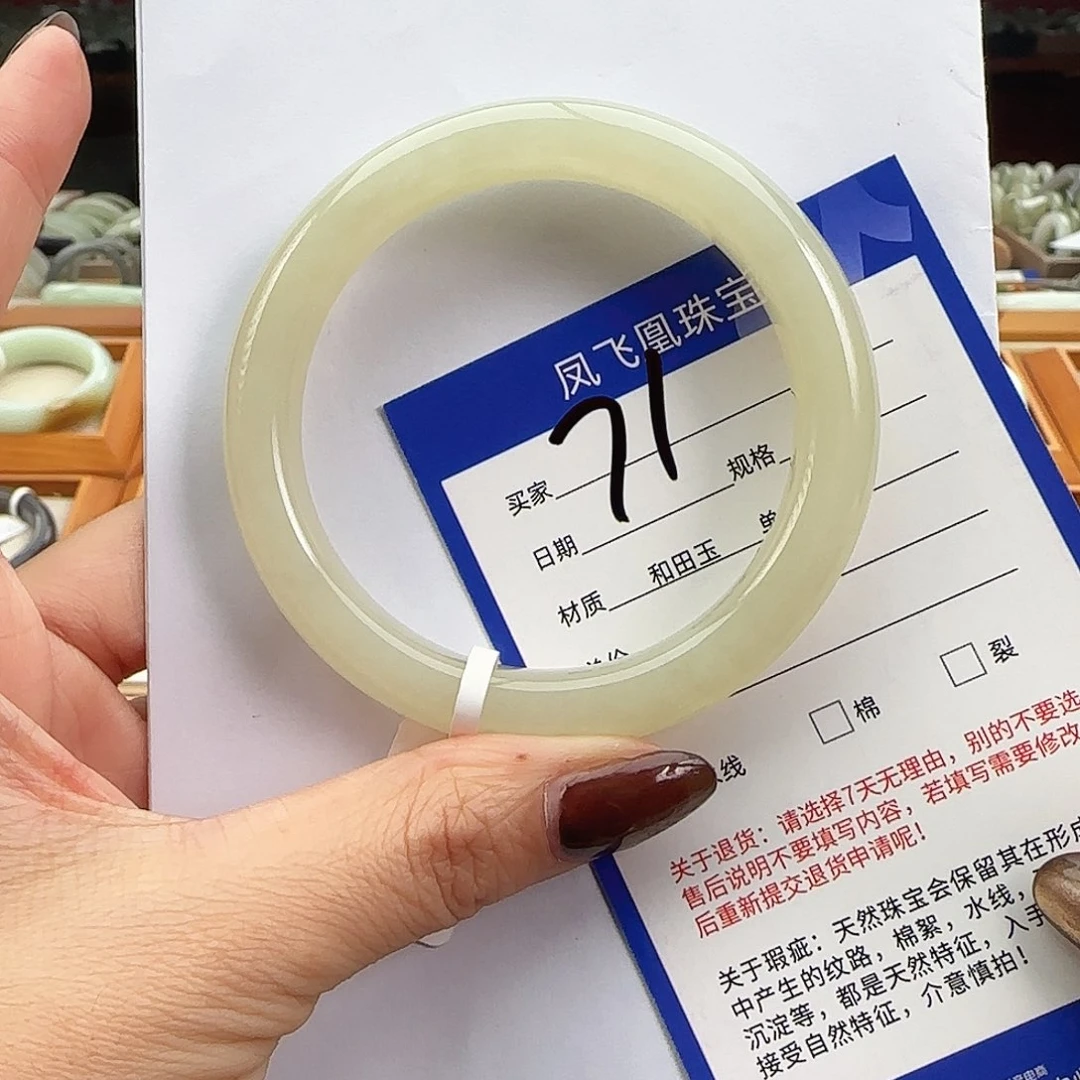 凤飞凰珠宝
71
买家
规格
日期
材质 和田玉
裂
棉
线
关于退货：请选择7天无理由，别的不要选
售后说明不要填写内容，若填写需要修改
后重新提交退货申请呢！
关于瑕疵：天然珠宝会保留其在形成
中产生的纹路，棉絮，水线，
沉淀等，都是天然特征，入手
接受自然特征，介意慎拍！